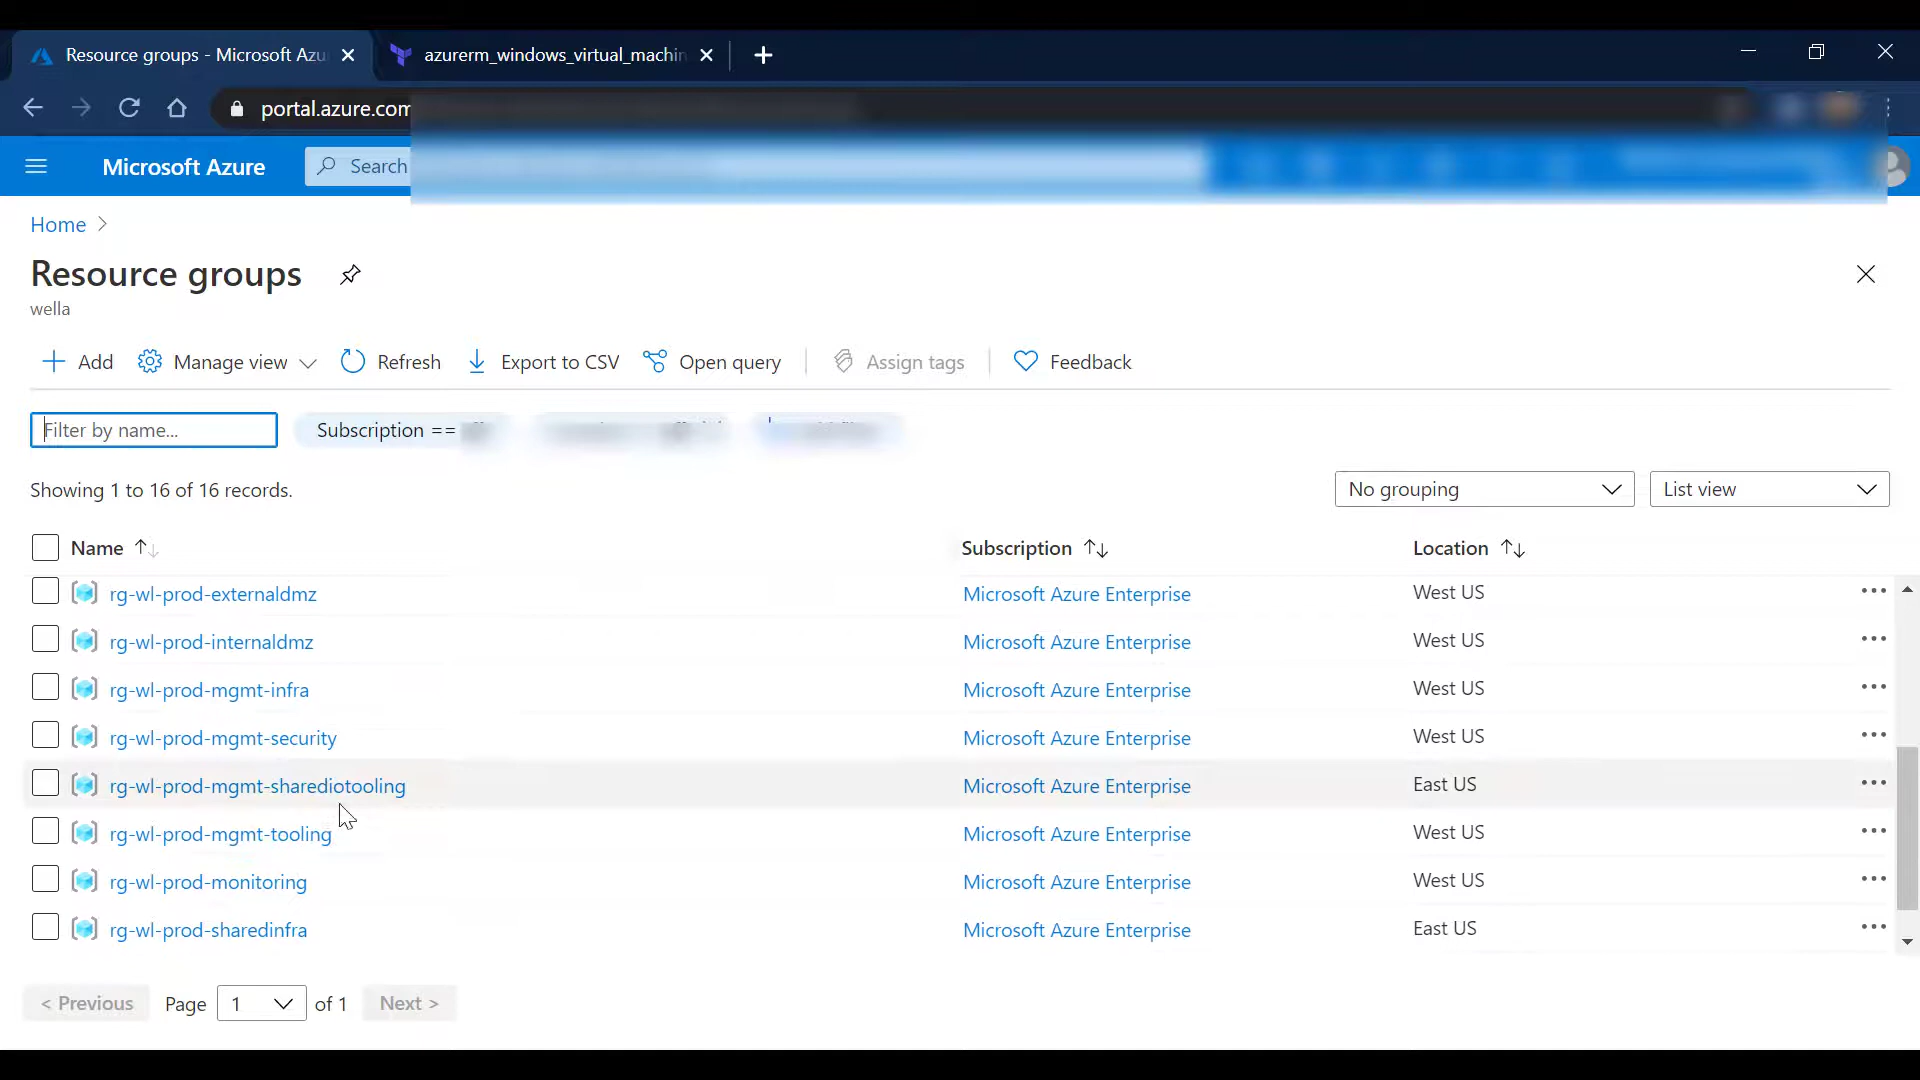 Resource groups - Microsoft Azu
azurerm_windows_virtual_machin
portal.azure.com
Microsoft Azure
Search
Home
Resource groups
wella
Add
Manage view
Refresh
Export to CSV
Open query
Assign tags
Feedback
Filter by name...
Subscription ==
Showing 1 to 16 of 16 records.
No grouping
List view
Name
Subscription
Location
rg-wl-prod-externaldmz Microsoft Azure Enterprise West US
rg-wl-prod-internaldmz Microsoft Azure Enterprise West US
rg-wl-prod-mgmt-infra Microsoft Azure Enterprise West US
rg-wl-prod-mgmt-security Microsoft Azure Enterprise West US
rg-wl-prod-mgmt-sharediotooling Microsoft Azure Enterprise East US
rg-wl-prod-mgmt-tooling Microsoft Azure Enterprise West US
rg-wl-prod-monitoring Microsoft Azure Enterprise West US
rg-wl-prod-sharedinfra Microsoft Azure Enterprise East US
< Previous
Page 1 of 1
Next >